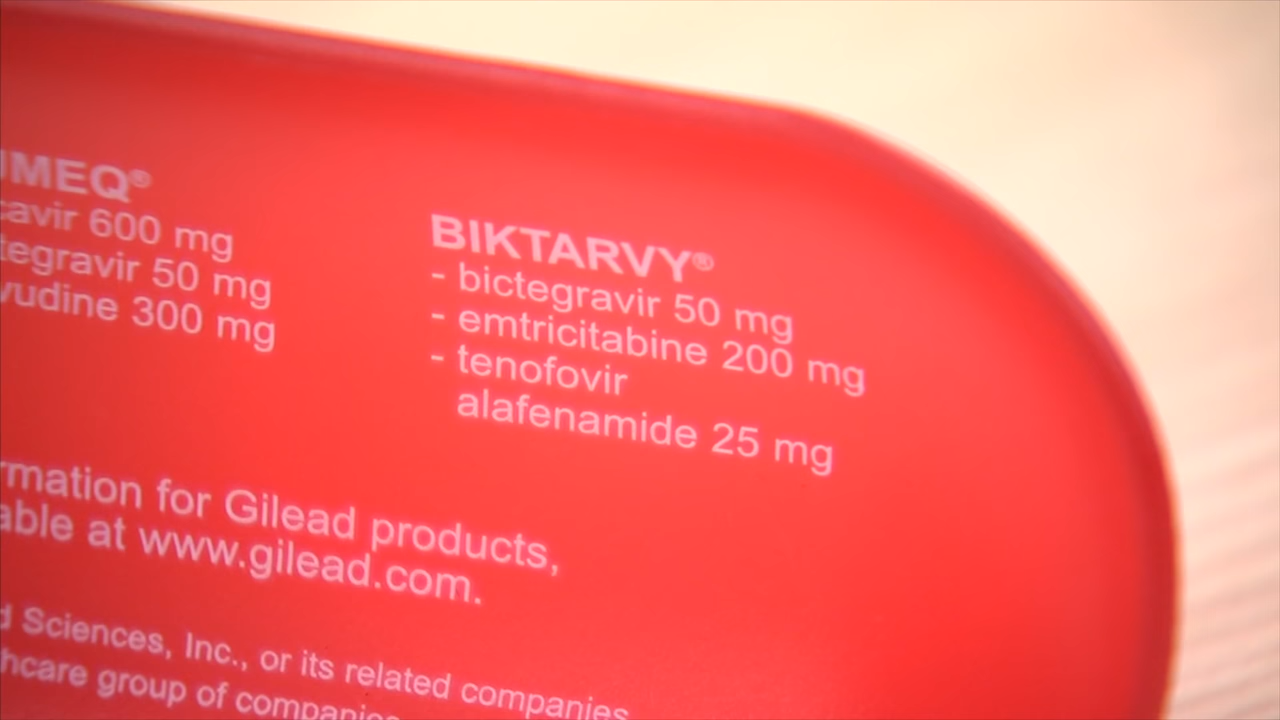 UMEQ®
cavir 600 mg
tegravir 50 mg
vudine 300 mg
BIKTARVY®
- bictegravir 50 mg
- emtricitabine 200 mg
- tenofovir
alafenamide 25 mg
rmation for Gilead products,
able at www.gilead.com.
d Sciences, Inc., or its related companies
hcare group of companies